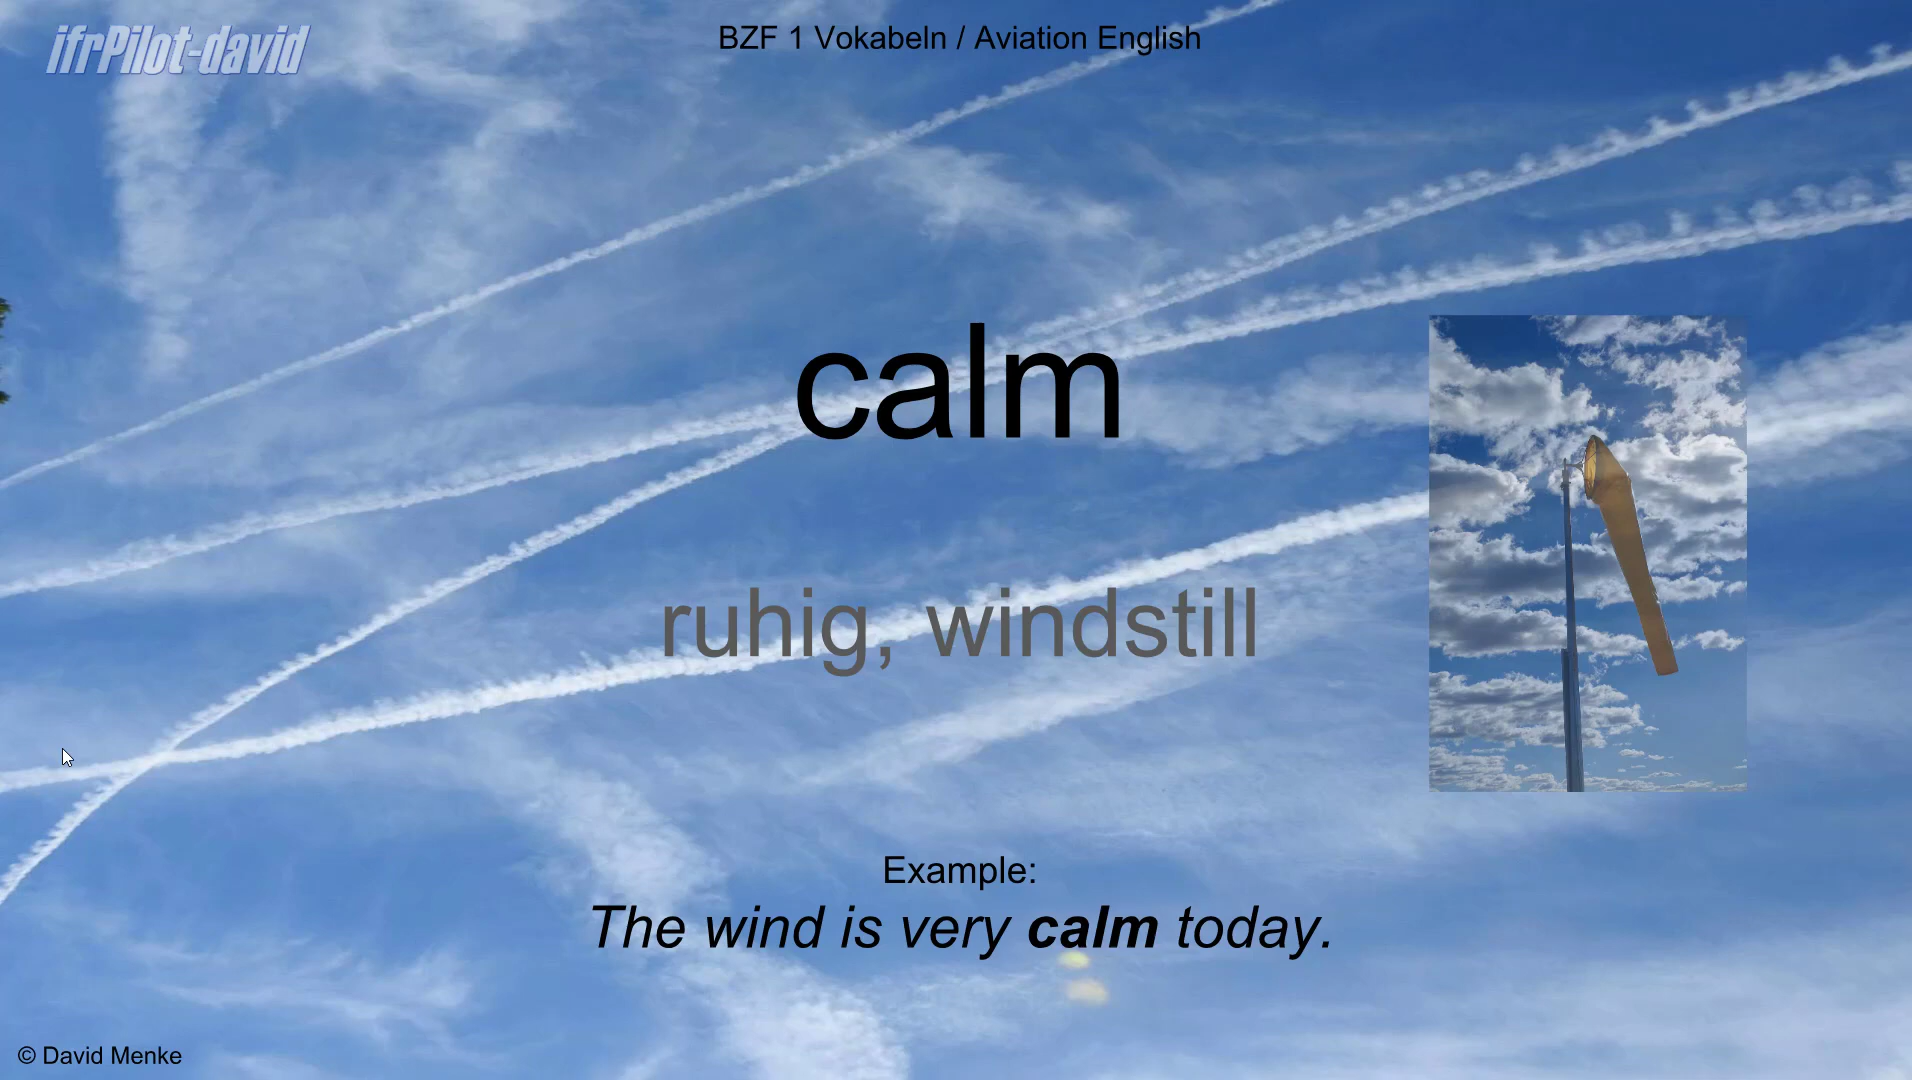 ifrPilot-david
BZF 1 Vokabeln / Aviation English
calm
ruhig, windstill
Example:
The wind is very calm today.
© David Menke